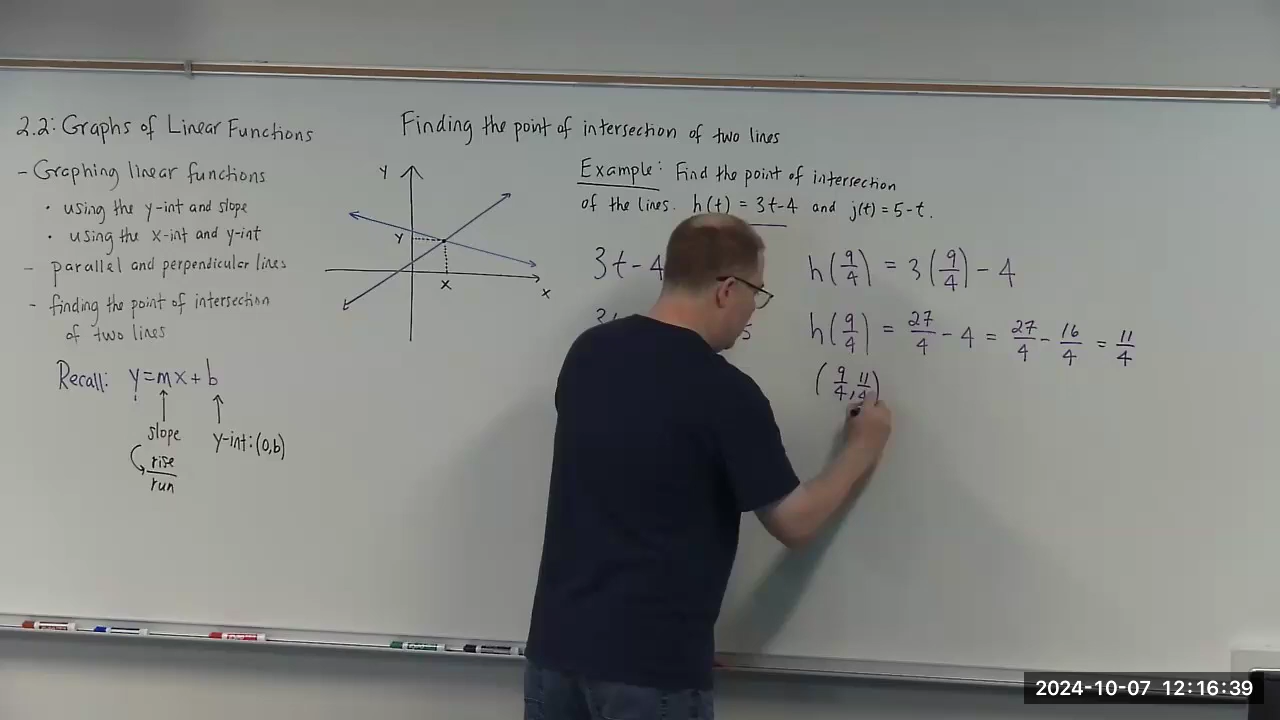 2.2: Graphs of Linear Functions
- Graphing linear functions
• using the y-int and slope
• using the x-int and y-int
- parallel and perpendicular lines
- finding the point of intersection
of two lines
Recall: y=mx+b
slope
rise
run
y-int:(0,b)
Finding the point of intersection of two lines
Y
Y
X
X
Example: Find the point of intersection
of the lines. h(t) = 3t-4 and j(t)=5-t.
3t-4
5
h(9/4) = 3(9/4) - 4
h(9/4) = 27/4 - 4 = 27/4 - 16/4 = 11/4
(9/4, 11/4)
2024-10-07 12:16:39